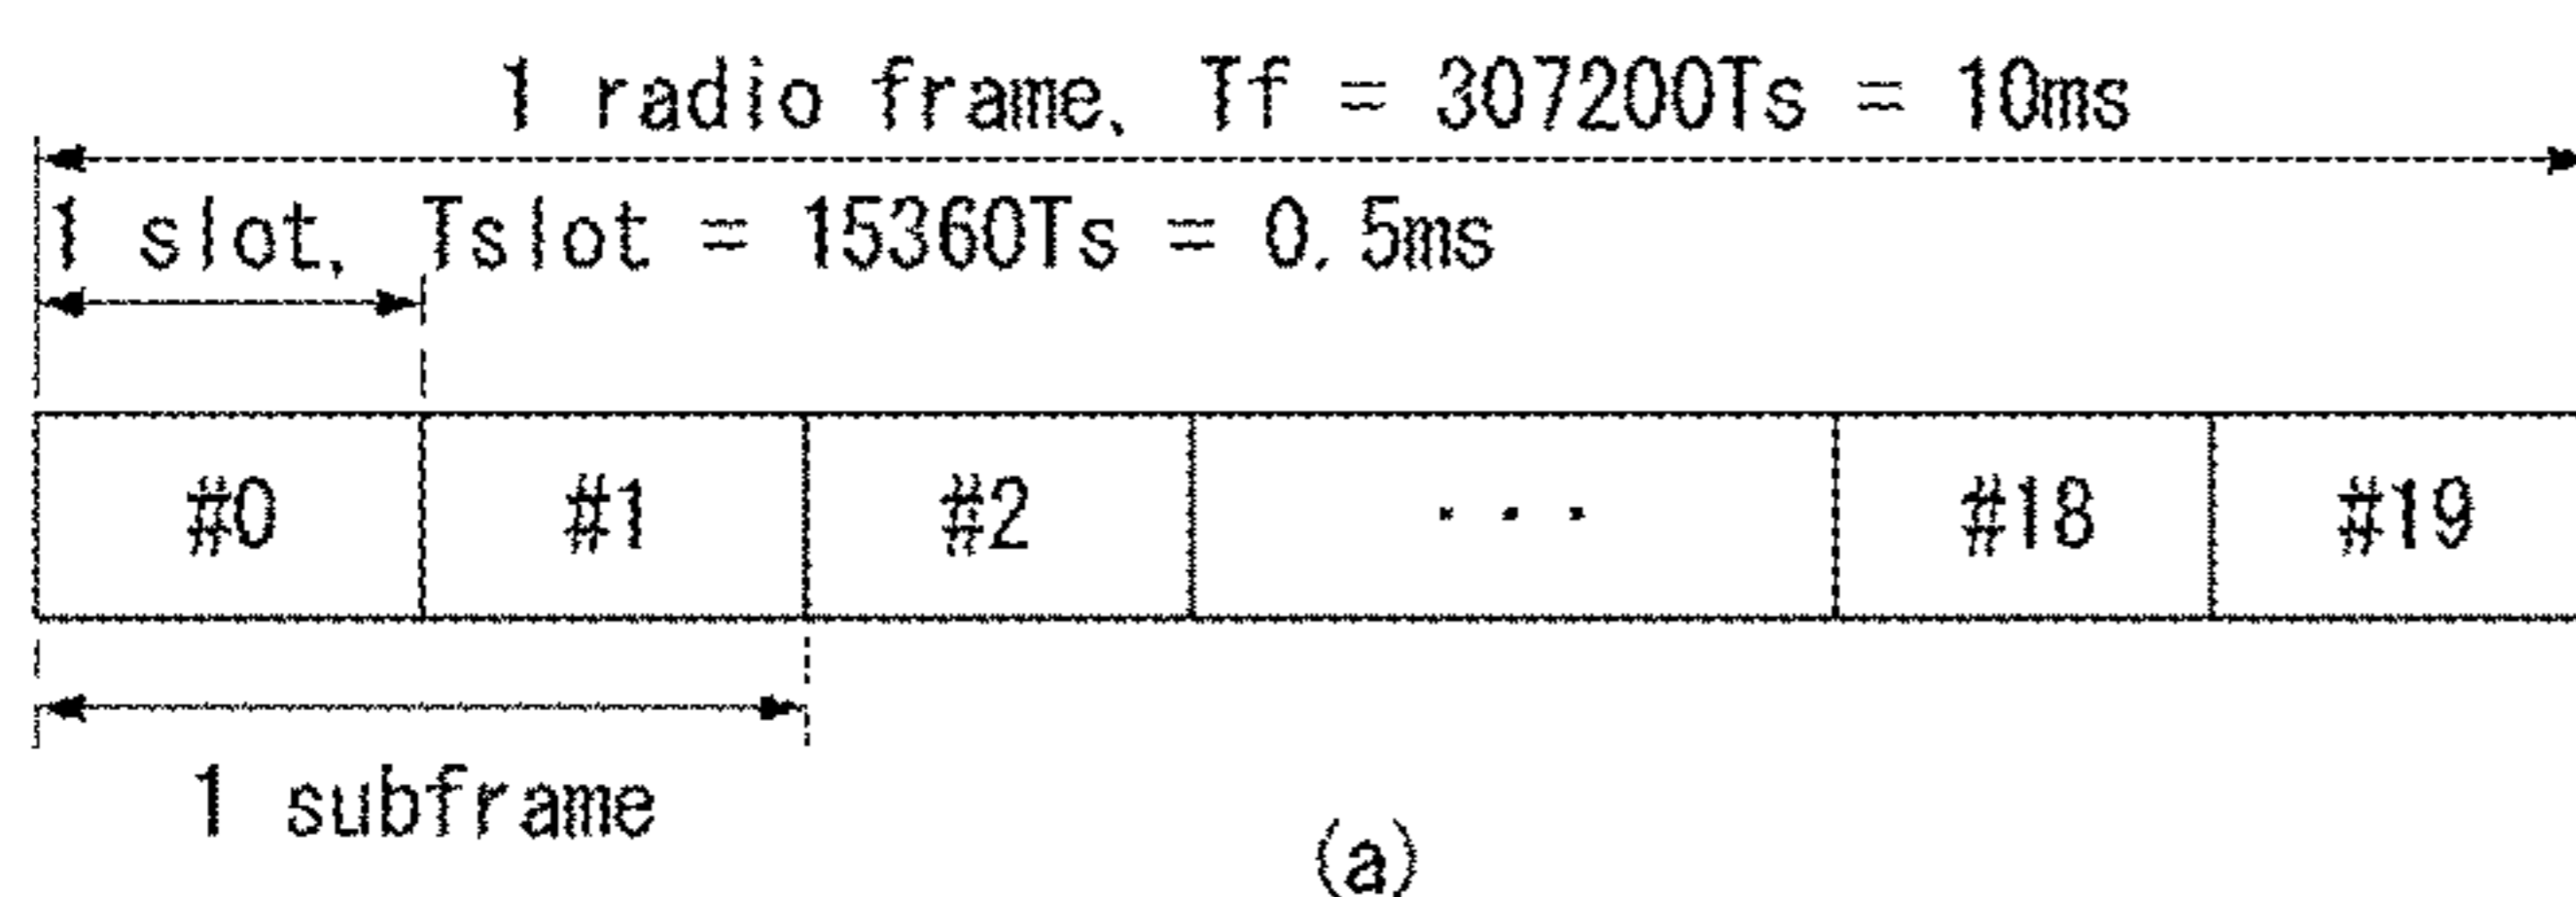 1 radio frame, Tf = 307200Ts = 10ms
1 slot, Tslot = 15360Ts = 0.5ms
#0 #1 #2 ... #18 #19
1 subframe
(a)